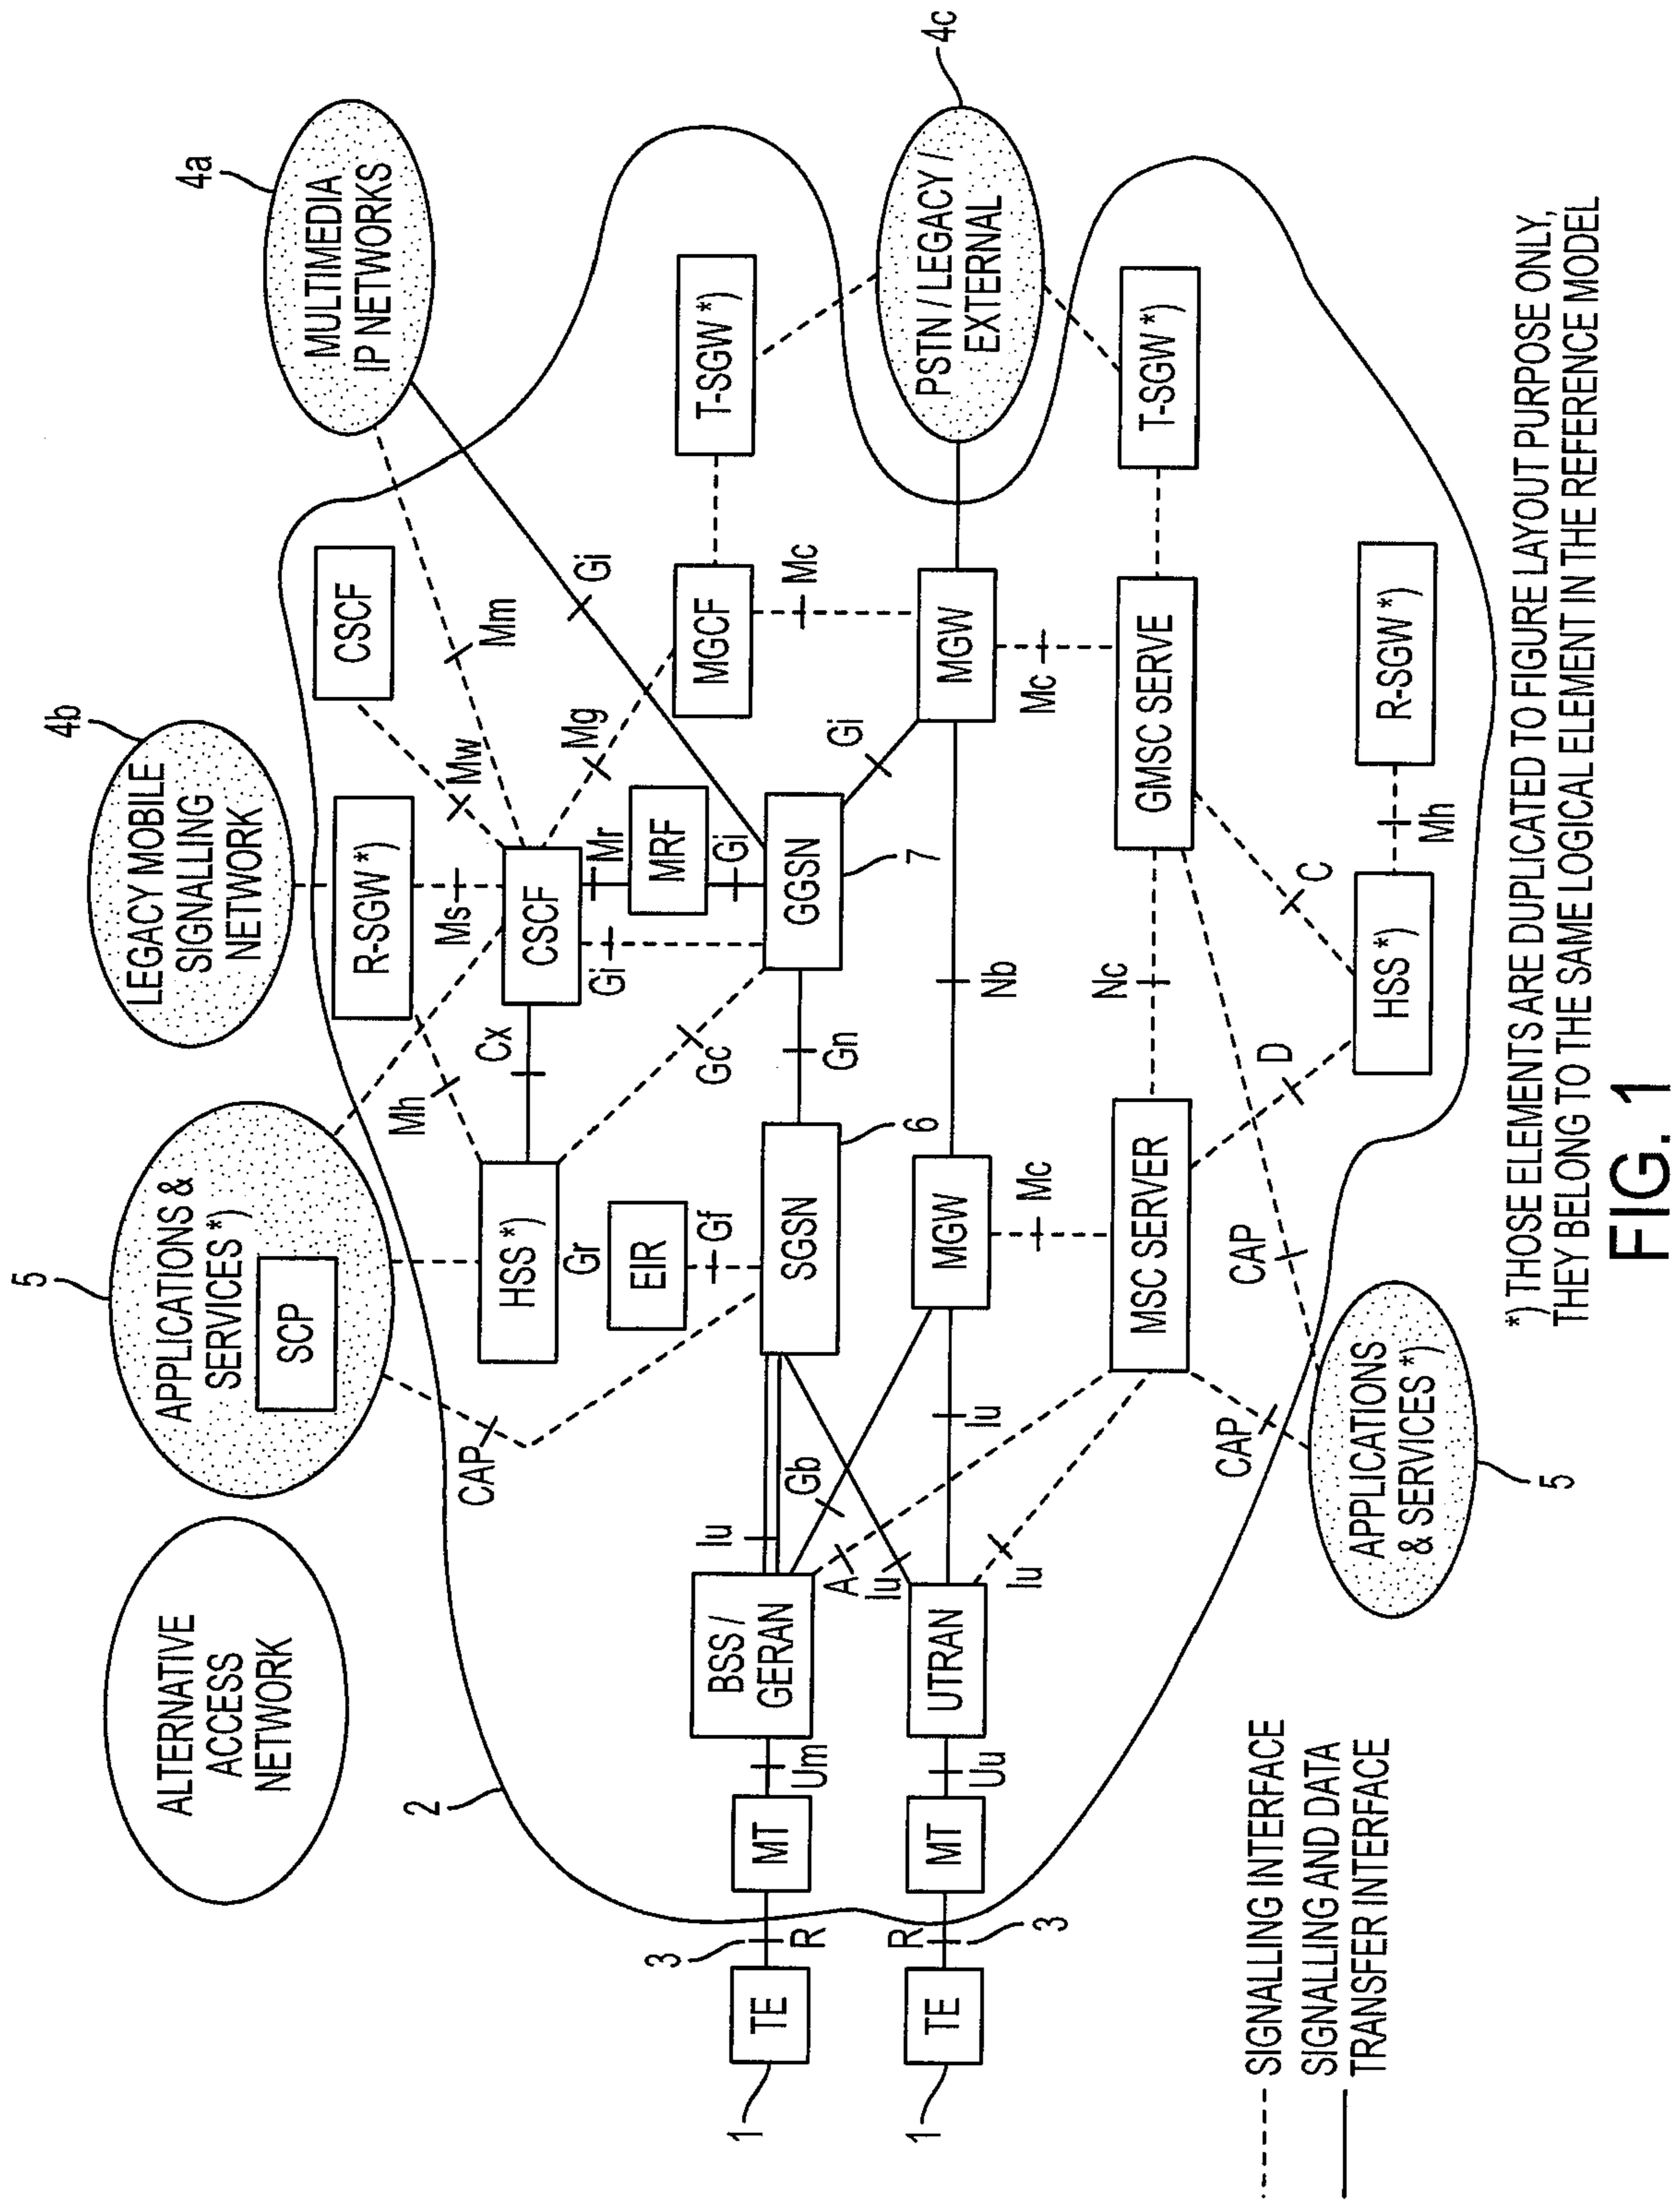 ALTERNATIVE
ACCESS
NETWORK
5
APPLICATIONS &
SERVICES *)
SCP
4b
LEGACY MOBILE
SIGNALLING
NETWORK
4a
MULTIMEDIA
IP NETWORKS
2
CAP
HSS *)
Mh
Cx
R-SGW *)
Ms
CSCF
Mw
CSCF
Mm
Gr
EIR
Gf
Gc
Gi
Mr
MRF
Gi
Mg
MGCF
Gi
T-SGW *)
Mc
1
TE
3
R
MT
Um
BSS /
GERAN
Iu
Gb
SGSN
6
Gn
GGSN
7
Gi
4c
PSTN / LEGACY /
EXTERNAL
1
TE
R
3
MT
Uu
UTRAN
A
Iu
Iu
Iu
MGW
Nb
MGW
Mc
Mc
MSC SERVER
Nc
GMSC SERVE
T-SGW *)
CAP
CAP
D
C
HSS *)
Mh
R-SGW *)
APPLICATIONS
& SERVICES *)
5
SIGNALLING INTERFACE
SIGNALLING AND DATA
TRANSFER INTERFACE
*) THOSE ELEMENTS ARE DUPLICATED TO FIGURE LAYOUT PURPOSE ONLY,
THEY BELONG TO THE SAME LOGICAL ELEMENT IN THE REFERENCE MODEL
FIG. 1